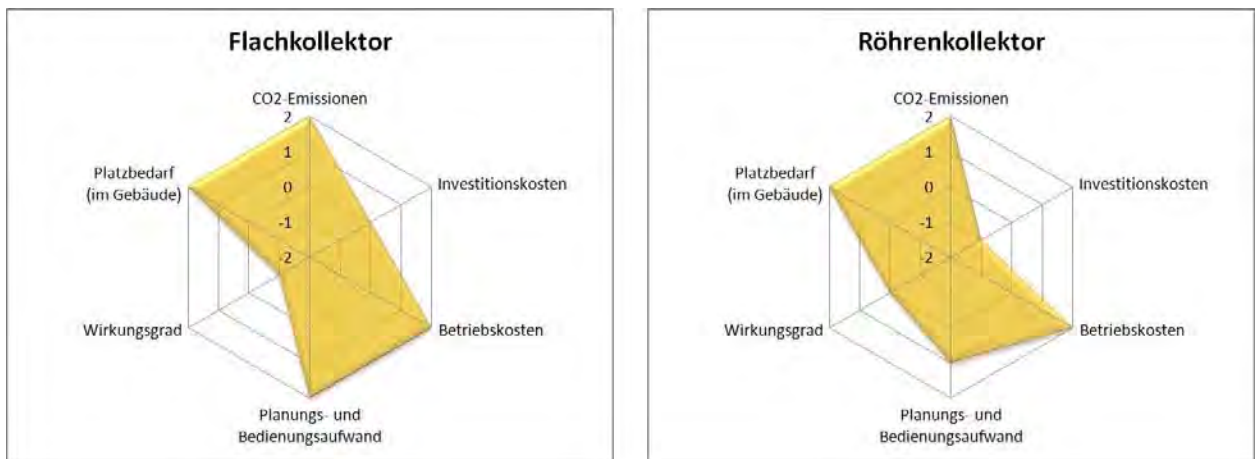 Flachkollektor
CO2-Emissionen
2
1
0
-1
-2
Platzbedarf
(im Gebäude)
Investitionskosten
Wirkungsgrad
Betriebskosten
Planungs- und
Bedienungsaufwand
Röhrenkollektor
CO2-Emissionen
2
1
0
-1
-2
Platzbedarf
(im Gebäude)
Investitionskosten
Wirkungsgrad
Betriebskosten
Planungs- und
Bedienungsaufwand